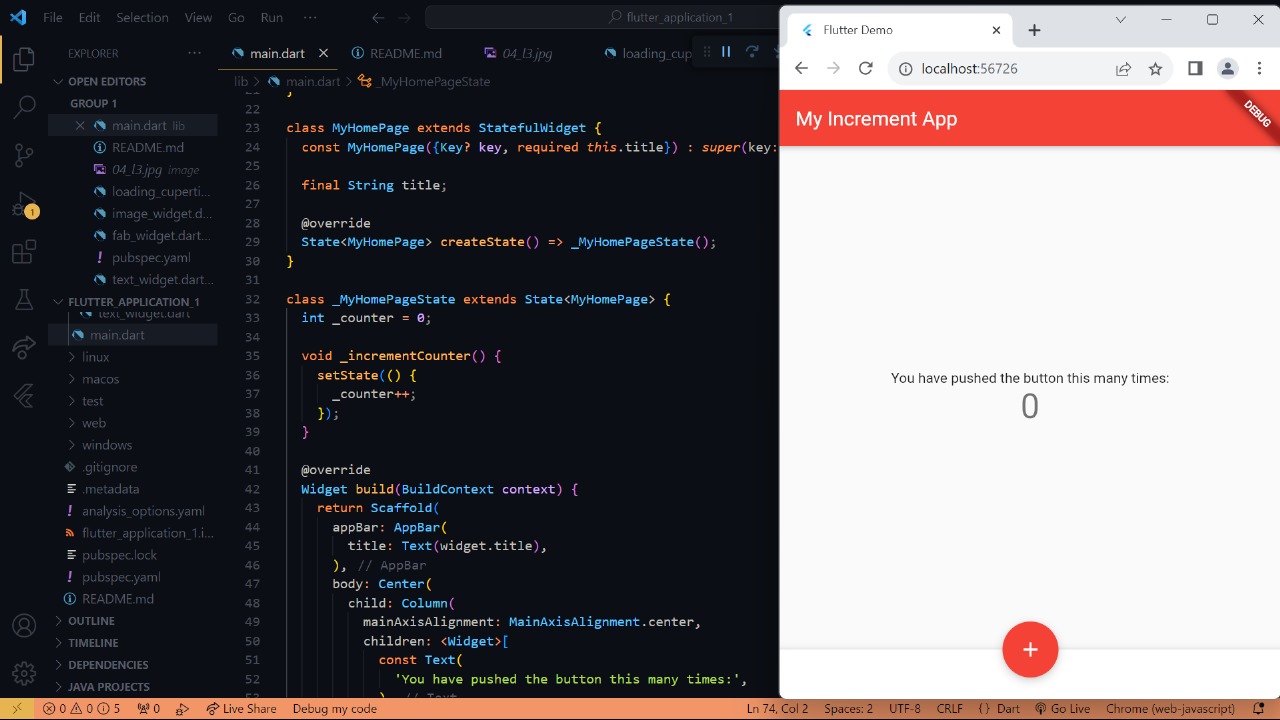 File Edit Selection View Go Run ··· flutter_application_1
EXPLORER ···
OPEN EDITORS
GROUP 1
main.dart lib
README.md
04_l3.jpg image
loading_cuperti...
image_widget.d...
fab_widget.dart...
pubspec.yaml
text_widget.dart...
FLUTTER_APPLICATION_1
text_widget.dart
main.dart
linux
macos
test
web
windows
.gitignore
.metadata
analysis_options.yaml
flutter_application_1.i...
pubspec.lock
pubspec.yaml
README.md
OUTLINE
TIMELINE
DEPENDENCIES
JAVA PROJECTS
1
main.dart README.md 04_l3.jpg loading_cup
lib > main.dart > _MyHomePageState
21 }
22
23 class MyHomePage extends StatefulWidget {
24 const MyHomePage({Key? key, required this.title}) : super(key:
25
26 final String title;
27
28 @override
29 State<MyHomePage> createState() => _MyHomePageState();
30 }
31
32 class _MyHomePageState extends State<MyHomePage> {
33 int _counter = 0;
34
35 void _incrementCounter() {
36 setState(() {
37 _counter++;
38 });
39 }
40
41 @override
42 Widget build(BuildContext context) {
43 return Scaffold(
44 appBar: AppBar(
45 title: Text(widget.title),
46 ), // AppBar
47 body: Center(
48 child: Column(
49 mainAxisAlignment: MainAxisAlignment.center,
50 children: <Widget>[
51 const Text(
52 'You have pushed the button this many times:',
53 ), // Text
Flutter Demo
localhost:56726
My Increment App
DEBUG
You have pushed the button this many times:
0
+
0 0 5 0 Live Share Debug my code Ln 74, Col 2 Spaces: 2 UTF-8 CRLF {} Dart Go Live Chrome (web-javascript)